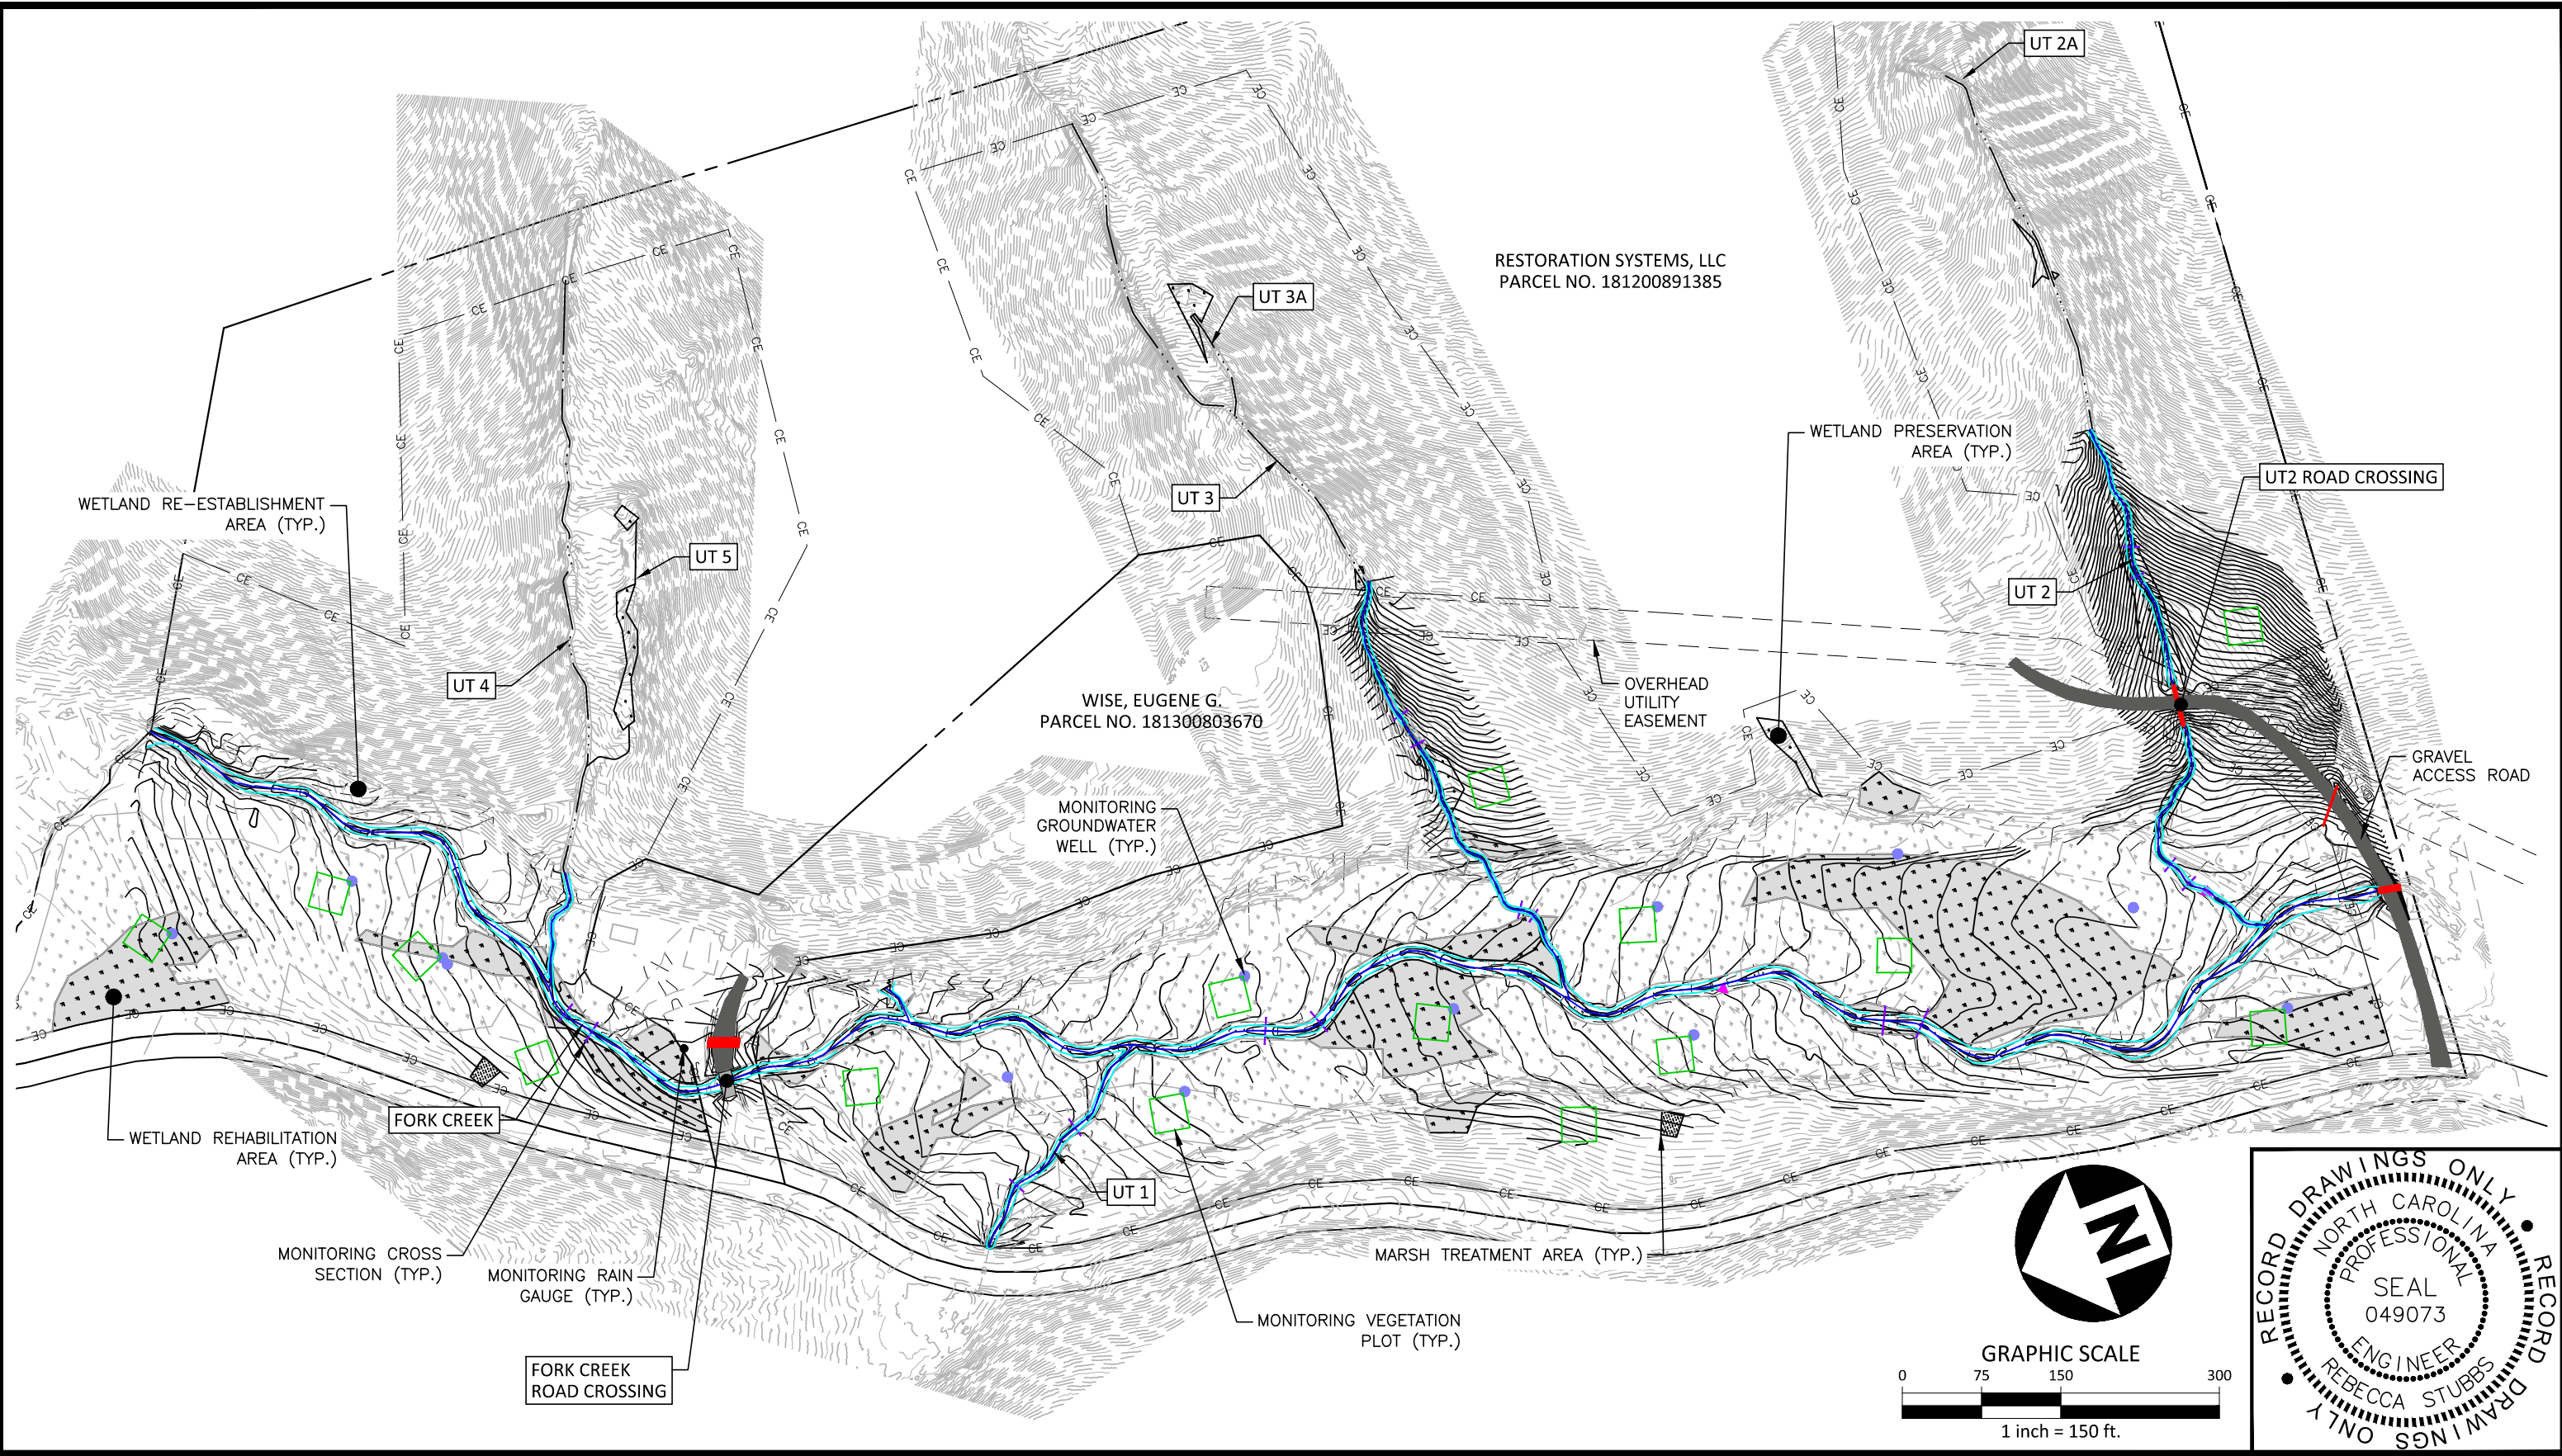 UT 2A
RESTORATION SYSTEMS, LLC
PARCEL NO. 181200891385
UT 3A
WETLAND PRESERVATION
AREA (TYP.)
UT2 ROAD CROSSING
UT 3
WETLAND RE-ESTABLISHMENT
AREA (TYP.)
UT 5
UT 2
UT 4
OVERHEAD
UTILITY
EASEMENT
WISE, EUGENE G.
PARCEL NO. 181300803670
GRAVEL
ACCESS ROAD
MONITORING
GROUNDWATER
WELL (TYP.)
FORK CREEK
WETLAND REHABILITATION
AREA (TYP.)
UT 1
MONITORING CROSS
SECTION (TYP.)
MONITORING RAIN
GAUGE (TYP.)
MARSH TREATMENT AREA (TYP.)
MONITORING VEGETATION
PLOT (TYP.)
FORK CREEK
ROAD CROSSING
N
GRAPHIC SCALE
0 75 150 300
1 inch = 150 ft.
RECORD DRAWINGS ONLY
RECORD DRAWINGS ONLY
NORTH CAROLINA
PROFESSIONAL
SEAL
049073
ENGINEER
REBECCA STUBBS
CE